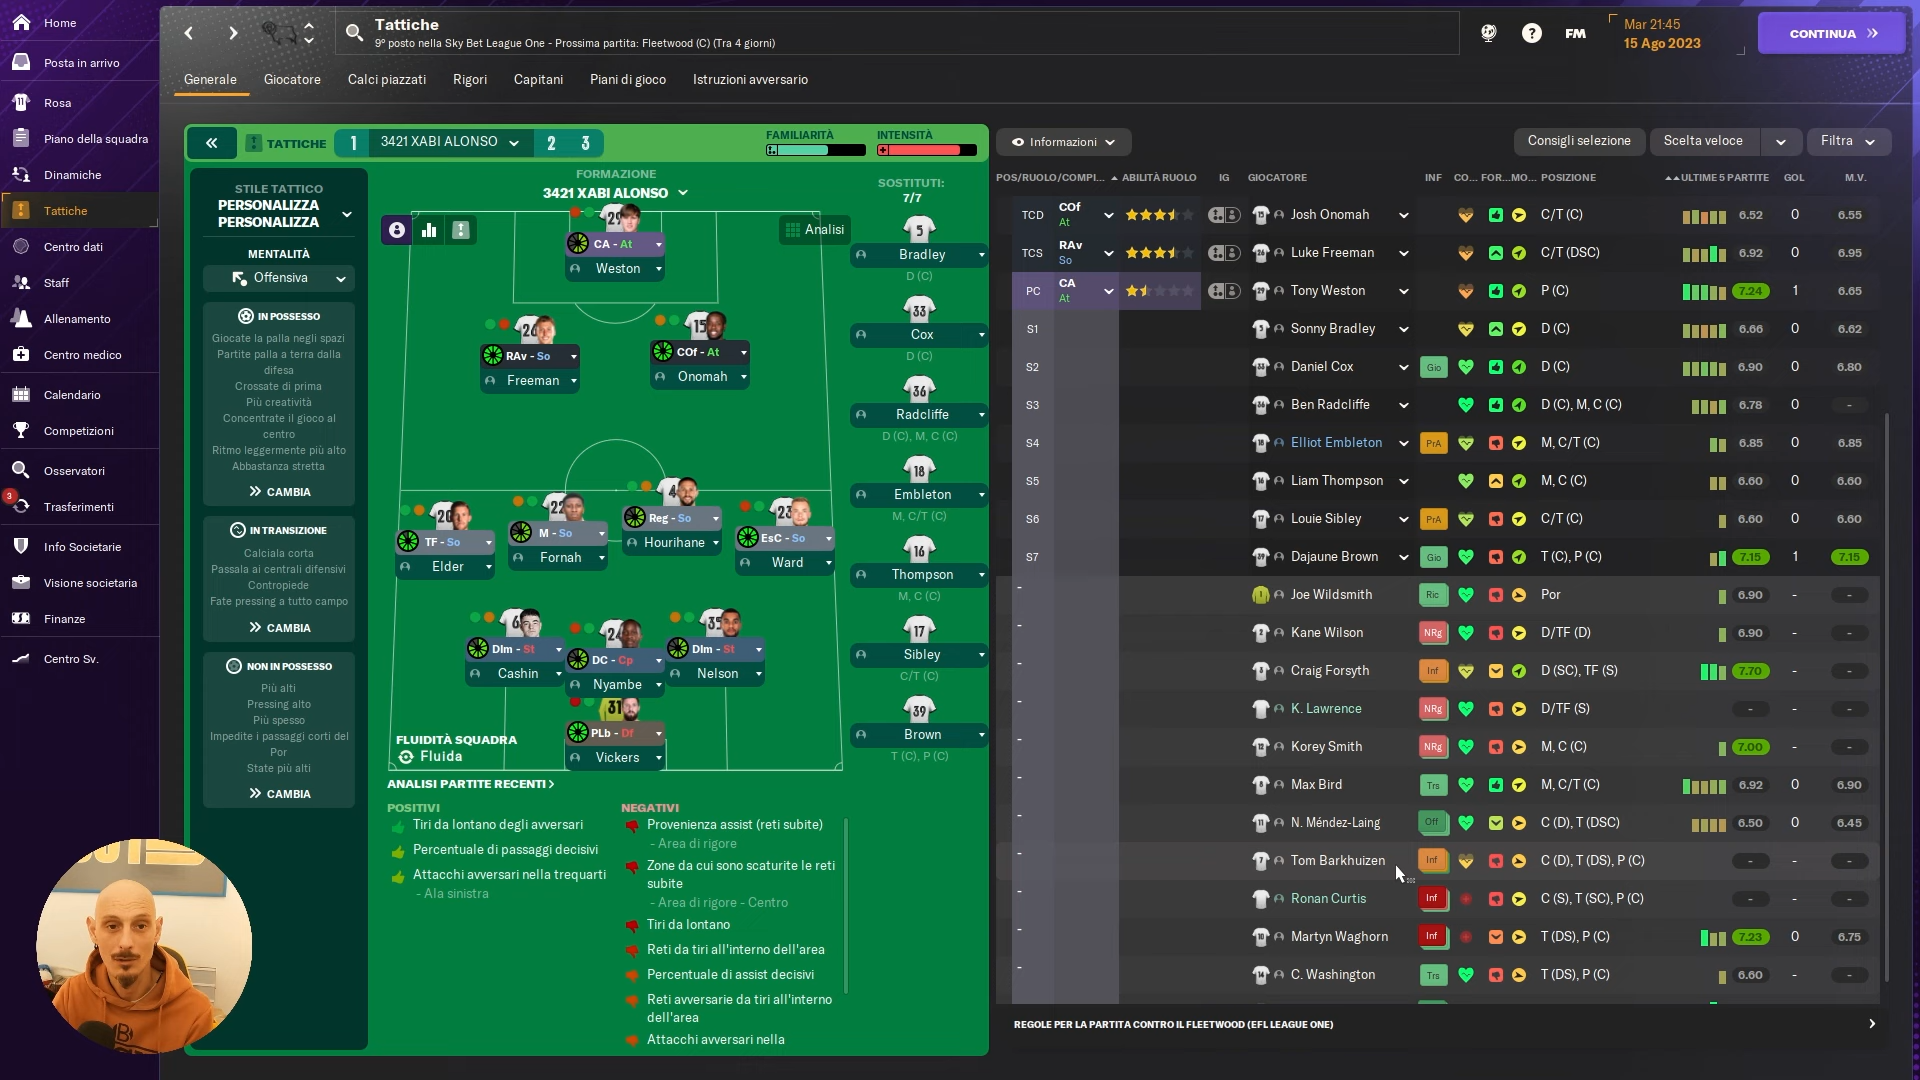 Home
Posta in arrivo
Rosa
Piano della squadra
Dinamiche
Tattiche
Centro dati
Staff
Allenamento
Centro medico
Calendario
Competizioni
Osservatori
3
Trasferimenti
Info Societarie
Visione societaria
Finanze
Centro Sv.
Tattiche
9° posto nella Sky Bet League One - Prossima partita: Fleetwood (C) (Tra 4 giorni)
? FM
Mar 21:45
15 Ago 2023
CONTINUA
Generale Giocatore Calci piazzati Rigori Capitani Piani di gioco Istruzioni avversario
TATTICHE 1 3421 XABI ALONSO 2 3
FAMILIARITÀ INTENSITÀ
STILE TATTICO
PERSONALIZZA
PERSONALIZZA
MENTALITÀ
Offensiva
IN POSSESSO
Giocate la palla negli spazi
Partite palla a terra dalla
difesa
Crossate di prima
Più creatività
Concentrate il gioco al
centro
Ritmo leggermente più alto
Abbastanza stretta
CAMBIA
IN TRANSIZIONE
Calciala corta
Passala ai centrali difensivi
Contropiede
Fate pressing a tutto campo
CAMBIA
NON IN POSSESSO
Più alti
Pressing alto
Più spesso
Impedite i passaggi corti del
Por
State più alti
CAMBIA
FORMAZIONE
3421 XABI ALONSO
Analisi
CA - At
Weston
RAv - So
Freeman
15
COf - At
Onomah
20
TF - So
Elder
22
M - So
Fornah
4
Reg - So
Hourihane
23
EsC - So
Ward
6
DIm - St
Cashin
24
DC - Cp
Nyambe
35
DIm - St
Nelson
31
PLb - Df
Vickers
FLUIDITÀ SQUADRA
Fluida
SOSTITUTI:
7/7
5
Bradley
D (C)
33
Cox
D (C)
36
Radcliffe
D (C), M, C (C)
18
Embleton
M, C/T (C)
16
Thompson
M, C (C)
17
Sibley
C/T (C)
39
Brown
T (C), P (C)
ANALISI PARTITE RECENTI
POSITIVI
Tiri da lontano degli avversari
Percentuale di passaggi decisivi
Attacchi avversari nella trequarti
- Ala sinistra
NEGATIVI
Provenienza assist (reti subite)
- Area di rigore
Zone da cui sono scaturite le reti
subite
- Area di rigore - Centro
Tiri da lontano
Reti da tiri all'interno dell'area
Percentuale di assist decisivi
Reti avversarie da tiri all'interno
dell'area
Attacchi avversari nella
Informazioni Consigli selezione Scelta veloce Filtra
POS/RUOLO/COMPI... ABILITÀ RUOLO IG GIOCATORE INF CO... FOR... MO... POSIZIONE ULTIME 5 PARTITE GOL M.V.
TCD COf At Josh Onomah C/T (C) 6.52 0 6.55
TCS RAv So Luke Freeman C/T (DSC) 6.92 0 6.95
PC CA At Tony Weston P (C) 7.24 1 6.65
S1 Sonny Bradley D (C) 6.66 0 6.62
S2 Daniel Cox Gio D (C) 6.90 0 6.80
S3 Ben Radcliffe D (C), M, C (C) 6.78 0 -
S4 Elliot Embleton PrA M, C/T (C) 6.85 0 6.85
S5 Liam Thompson M, C (C) 6.60 0 6.60
S6 Louie Sibley PrA C/T (C) 6.60 0 6.60
S7 Dajaune Brown Gio T (C), P (C) 7.15 1 7.15
- Joe Wildsmith Ric Por 6.90 - -
- Kane Wilson NRg D/TF (D) 6.90 - -
- Craig Forsyth Inf D (SC), TF (S) 7.70 - -
- K. Lawrence NRg D/TF (S) - - -
- Korey Smith NRg M, C (C) 7.00 - -
- Max Bird Trs M, C/T (C) 6.92 0 6.90
- N. Méndez-Laing Off C (D), T (DSC) 6.50 0 6.45
- Tom Barkhuizen Inf C (D), T (DS), P (C) - - -
- Ronan Curtis Inf C (S), T (SC), P (C) - - -
- Martyn Waghorn Inf T (DS), P (C) 7.23 0 6.75
- C. Washington Trs T (DS), P (C) 6.60 - -
REGOLE PER LA PARTITA CONTRO IL FLEETWOOD (EFL LEAGUE ONE)